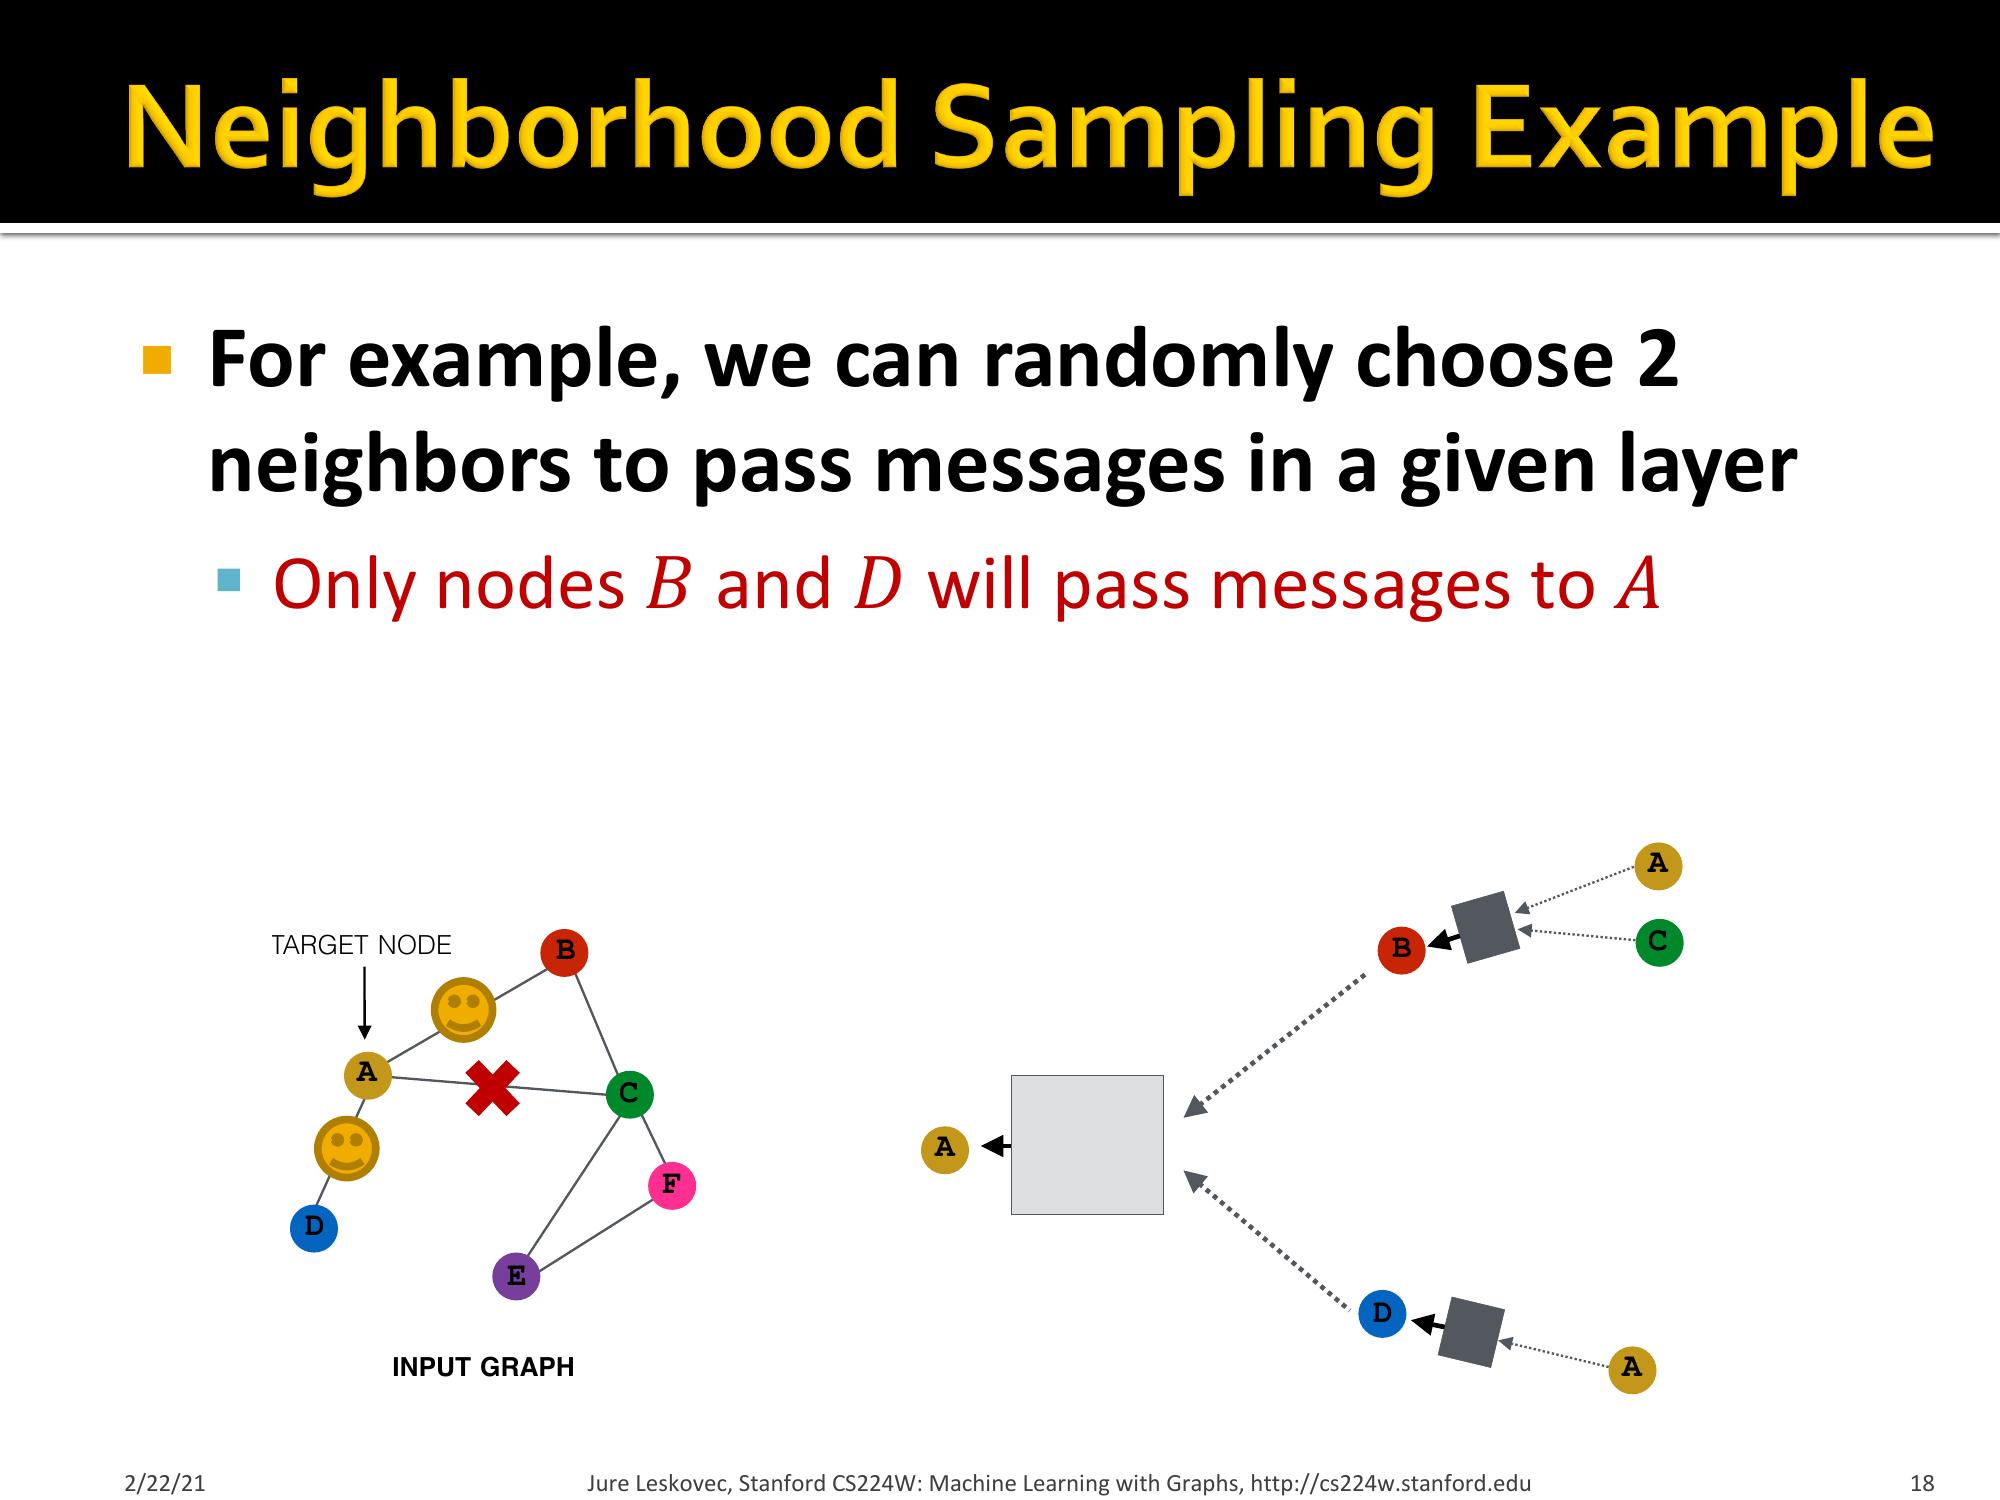 Neighborhood Sampling Example
For example, we can randomly choose 2
neighbors to pass messages in a given layer
Only nodes B and D will pass messages to A
TARGET NODE
B
A
C
F
D
E
INPUT GRAPH
A
C
B
A
D
A
2/22/21
Jure Leskovec, Stanford CS224W: Machine Learning with Graphs, http://cs224w.stanford.edu
18